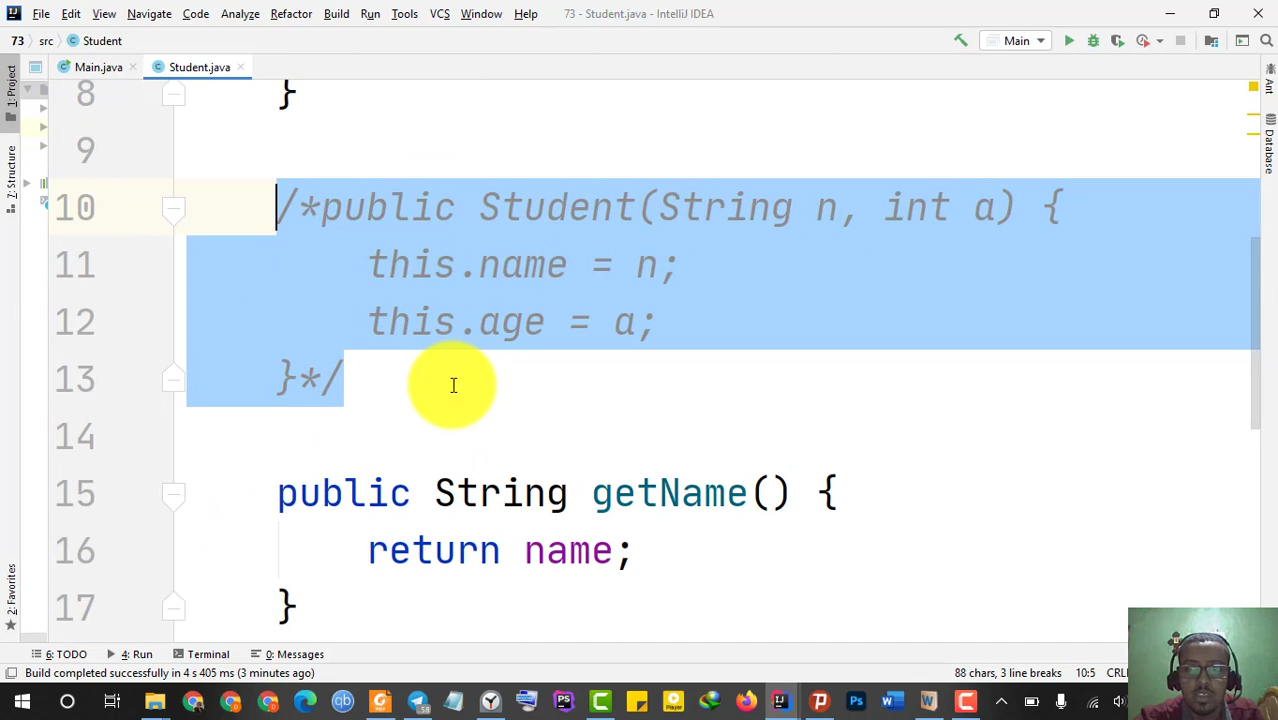 File Edit View Navigate Code Analyze Refactor Build Run Tools VCS Window Help 73 - Student.java - IntelliJ IDEA
73 src Student Main
Main.java Student.java
1: Project
7: Structure
2: Favorites
Ant
Database
8 }
9
10 /*public Student(String n, int a) {
11 this.name = n;
12 this.age = a;
13 }*/
14
15 public String getName() {
16 return name;
17 }
6: TODO 4: Run Terminal 0: Messages
Build completed successfully in 4 s 405 ms (3 minutes ago) 88 chars, 3 line breaks 10:5 CRL